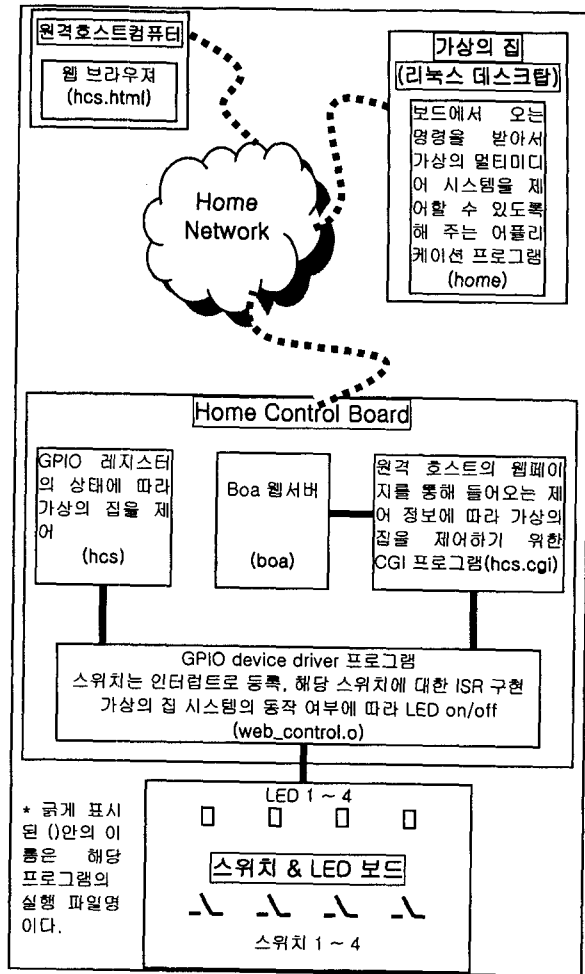 원격호스트컴퓨터
웹 브라우져
(hcs.html)
가상의 집
(리눅스 데스크탑)
보드에서 오는
명령을 받아서
가상의 멀티미디
어 시스템을 제
어할 수 있도록
해 주는 어플리
케이션 프로그램
(home)
Home
Network
Home Control Board
GPIO 레지스터
의 상태에 따라
가상의 집을 제
어
(hcs)
Boa 웹서버
(boa)
원격 호스트의 웹페이
지를 통해 들어오는 제
어 정보에 따라 가상의
집을 제어하기 위한
CGI 프로그램(hcs.cgi)
GPIO device driver 프로그램
스위치는 인터럽트로 등록, 해당 스위치에 대한 ISR 구현
가상의 집 시스템의 동작 여부에 따라 LED on/off
(web_control.o)
* 굵게 표시
된 ()안의 이
름은 해당
프로그램의
실행 파일명
이다.
LED 1 ~ 4
스위치 & LED 보드
스위치 1 ~ 4